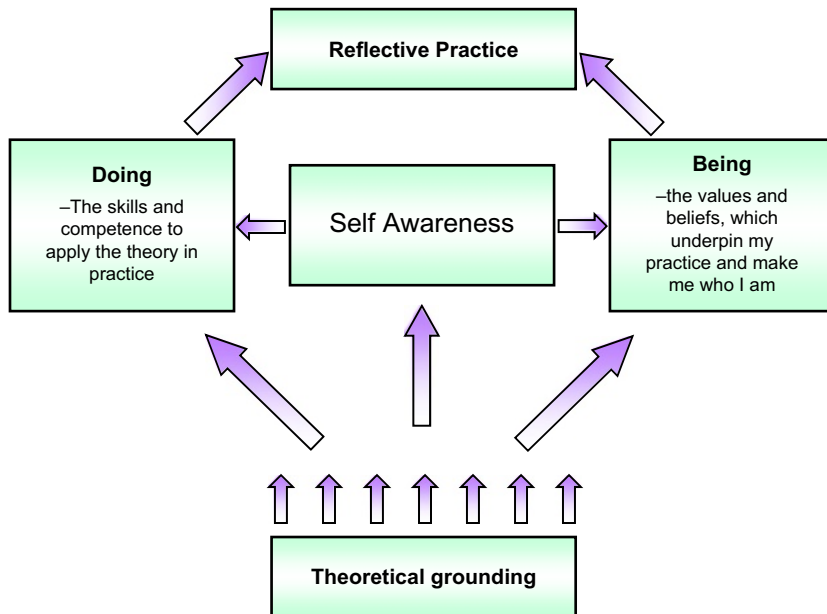 Reflective Practice
Doing
–The skills and
competence to
apply the theory in
practice
Self Awareness
Being
–the values and
beliefs, which
underpin my
practice and make
me who I am
Theoretical grounding